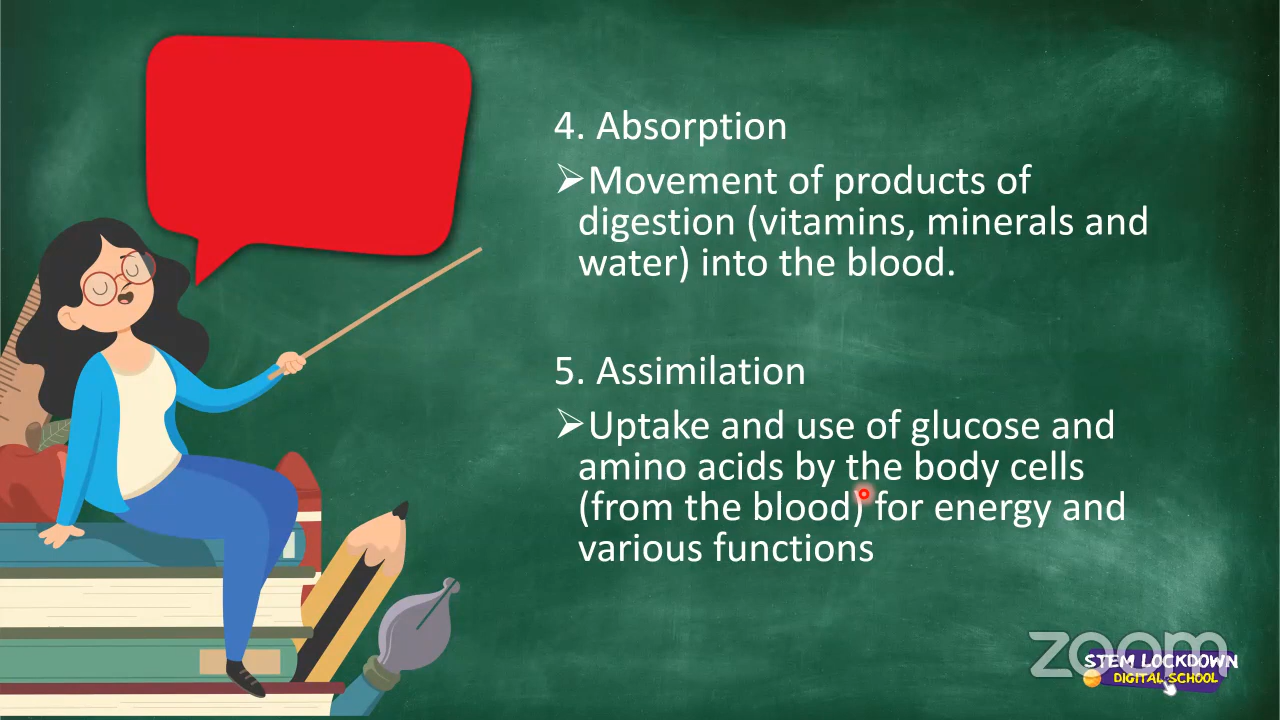 4. Absorption
➢Movement of products of
digestion (vitamins, minerals and
water) into the blood.
5. Assimilation
➢Uptake and use of glucose and
amino acids by the body cells
(from the blood) for energy and
various functions
zoom
STEM LOCKDOWN
DIGITAL SCHOOL